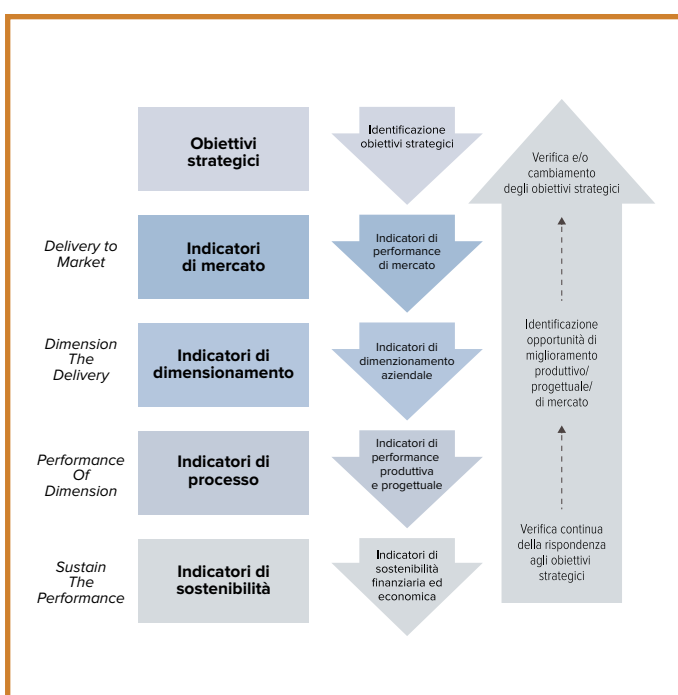 Obiettivi
strategici
Identificazione
obiettivi strategici
Verifica e/o
cambiamento
degli obiettivi strategici
Delivery to
Market
Indicatori
di mercato
Indicatori di
performance
di mercato
Dimension
The
Delivery
Indicatori di
dimensionamento
Indicatori di
dimenzionamento
aziendale
Identificazione
opportunità di
miglioramento
produttivo/
progettuale/
di mercato
Performance
Of
Dimension
Indicatori di
processo
Indicatori di
performance
produttiva
e progettuale
Sustain
The
Performance
Indicatori di
sostenibilità
Indicatori di
sostenibilità
finanziaria ed
economica
Verifica continua
della rispondenza
agli obiettivi
strategici